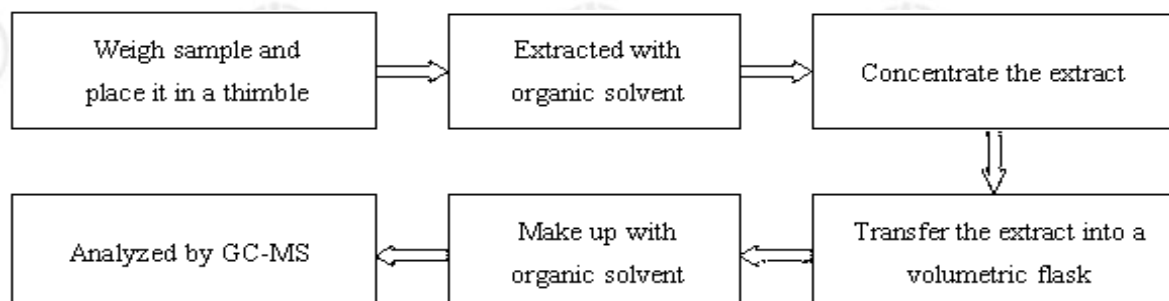 Weigh sample and
place it in a thimble
Extracted with
organic solvent
Concentrate the extract
Transfer the extract into a
volumetric flask
Make up with
organic solvent
Analyzed by GC-MS